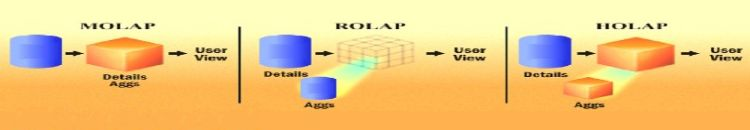 MOLAP
User
View
Details
Aggs
ROLAP
Details
User
View
Aggs
HOLAP
Details
User
View
Aggs